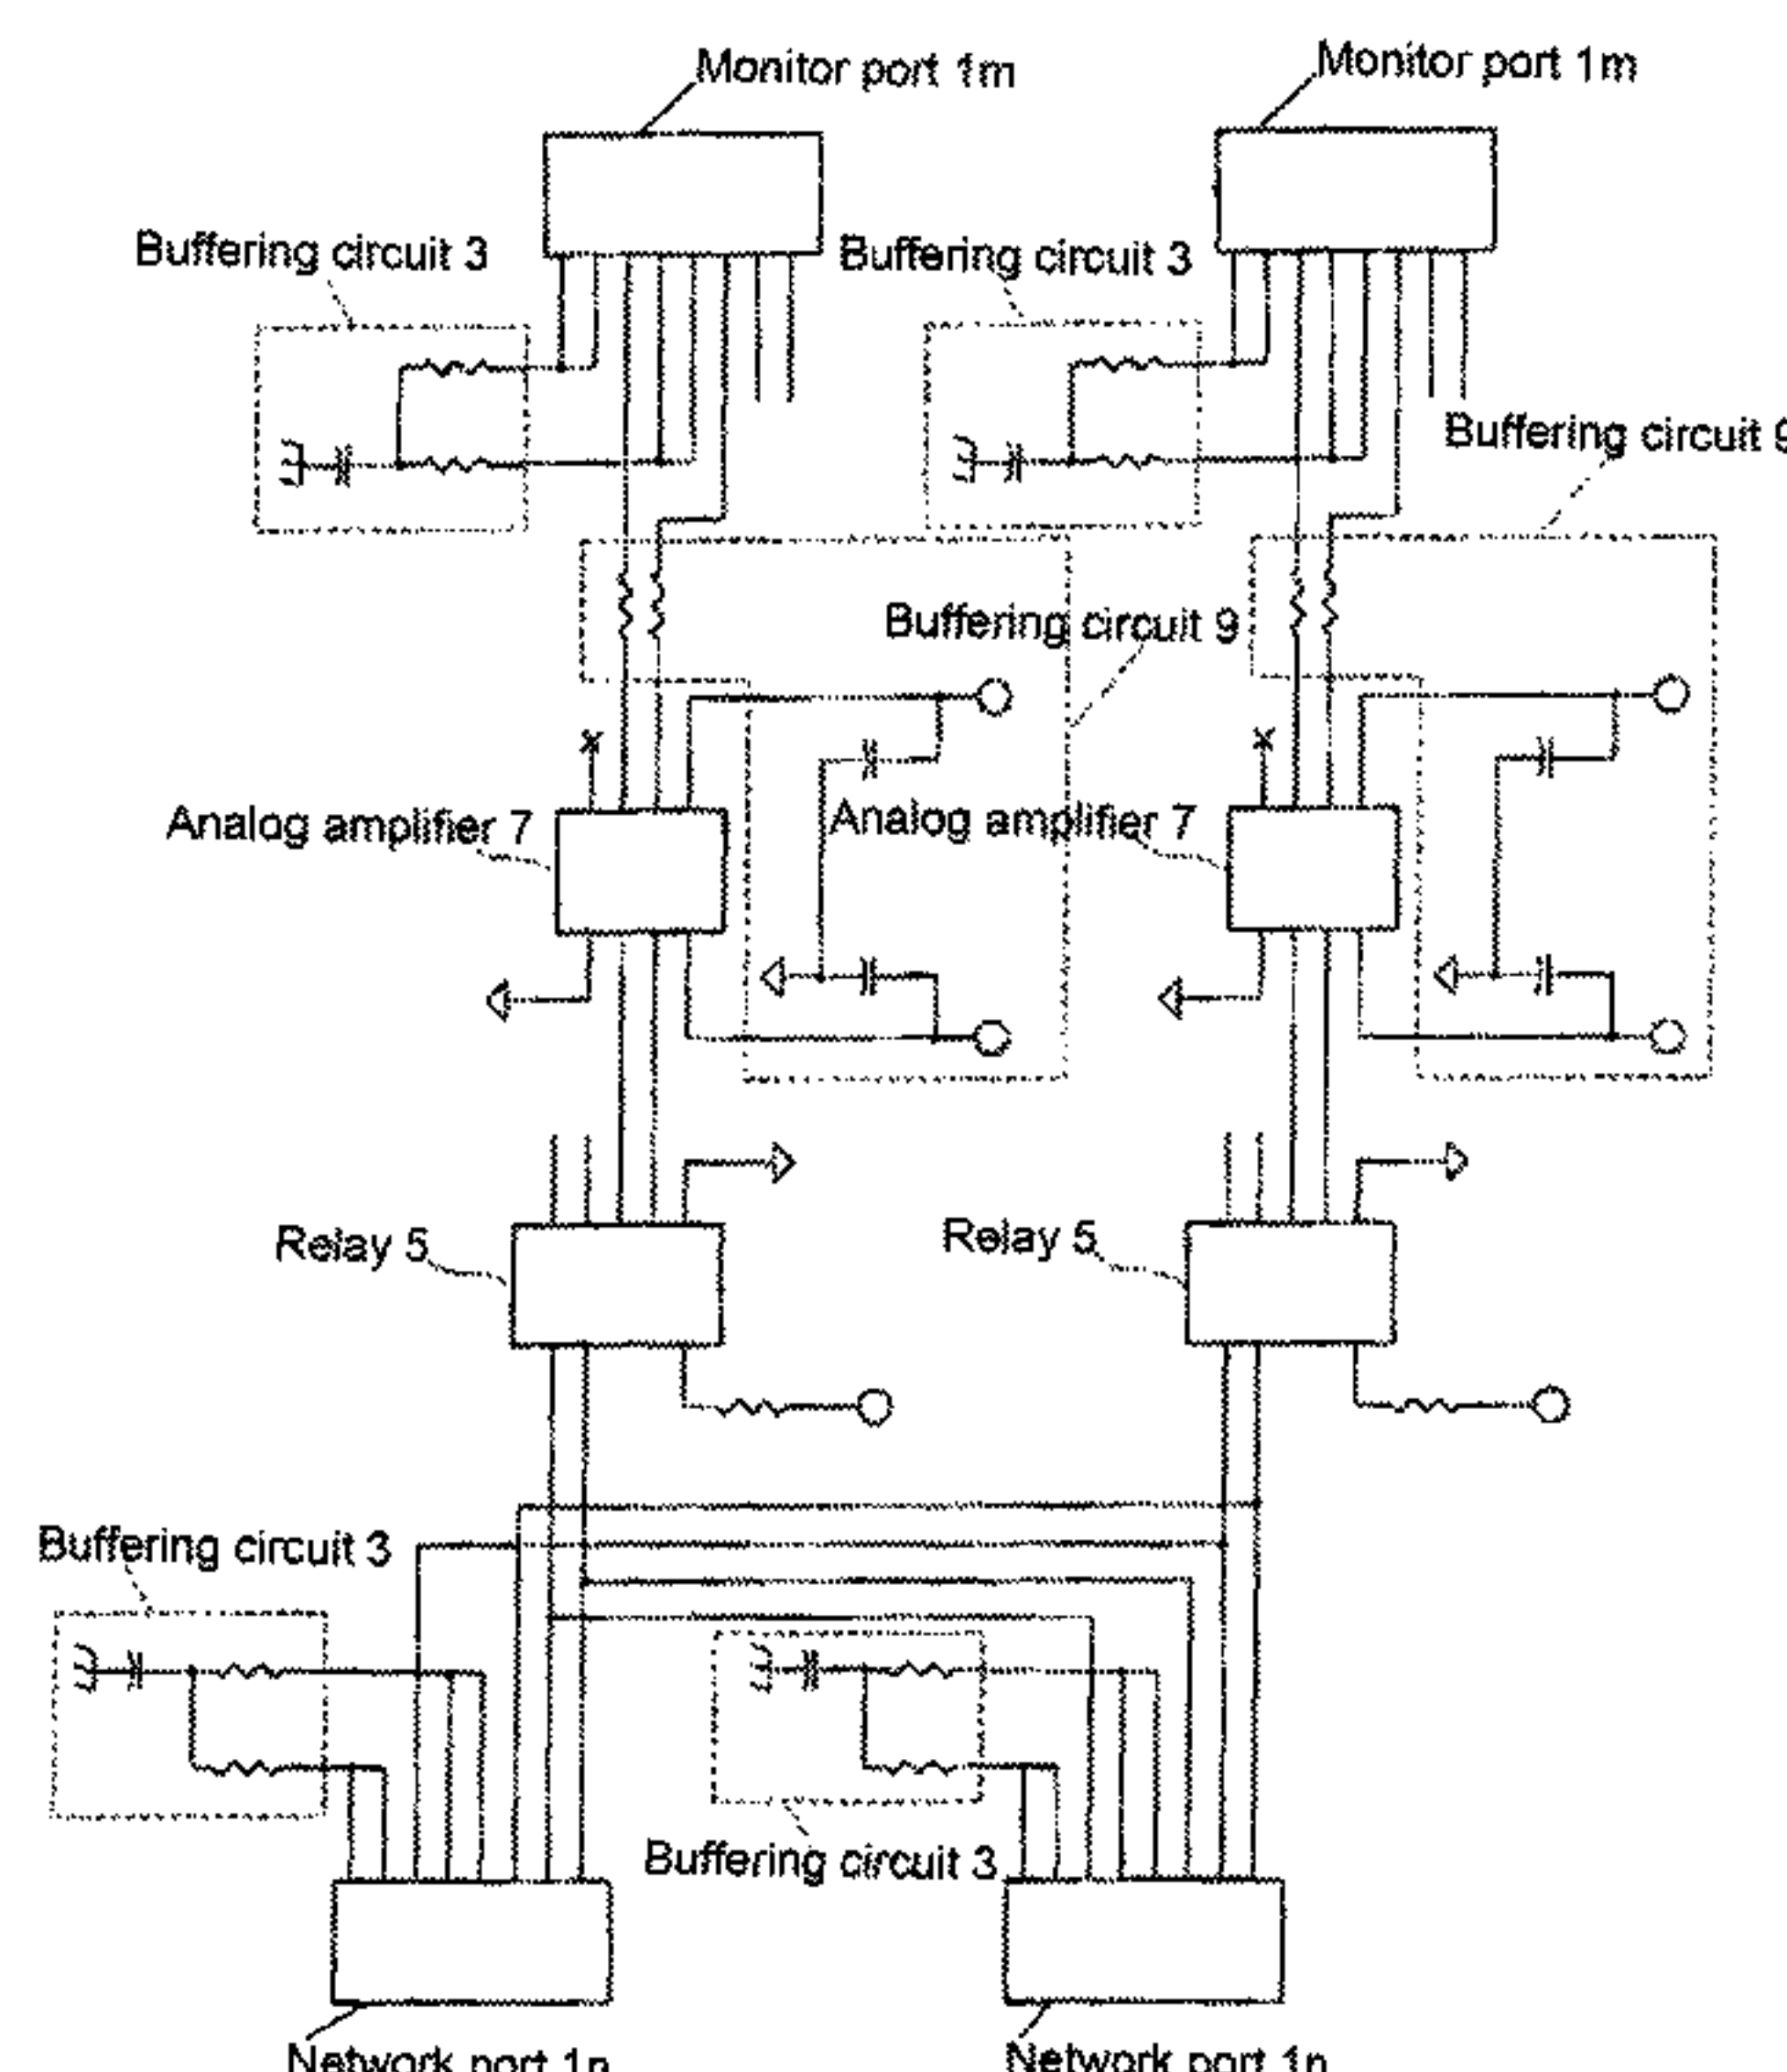 Monitor port 1m
Monitor port 1m
Buffering circuit 3
Buffering circuit 3
Buffering circuit 9
Buffering circuit 9
Analog amplifier 7
Analog amplifier 7
Relay 5
Relay 5
Buffering circuit 3
Buffering circuit 3
Network port 1n
Network port 1n